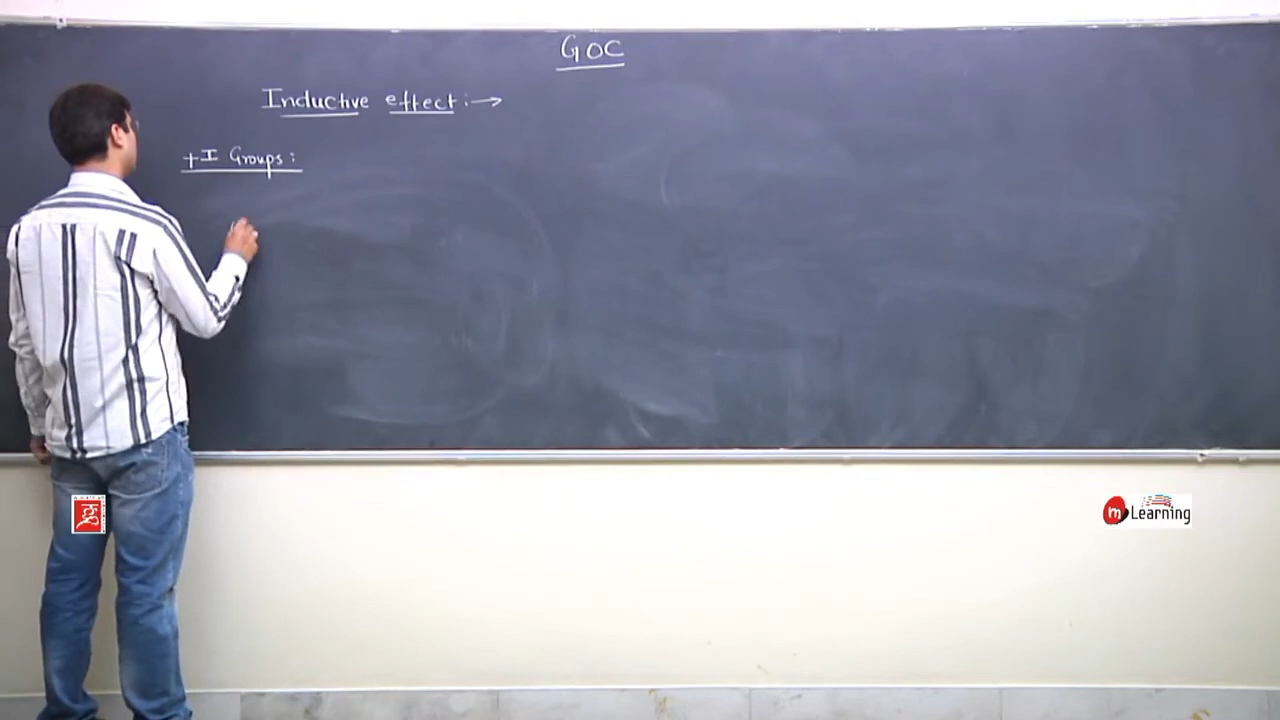 GOC
Inductive effect :→
+I Groups :
m Learning